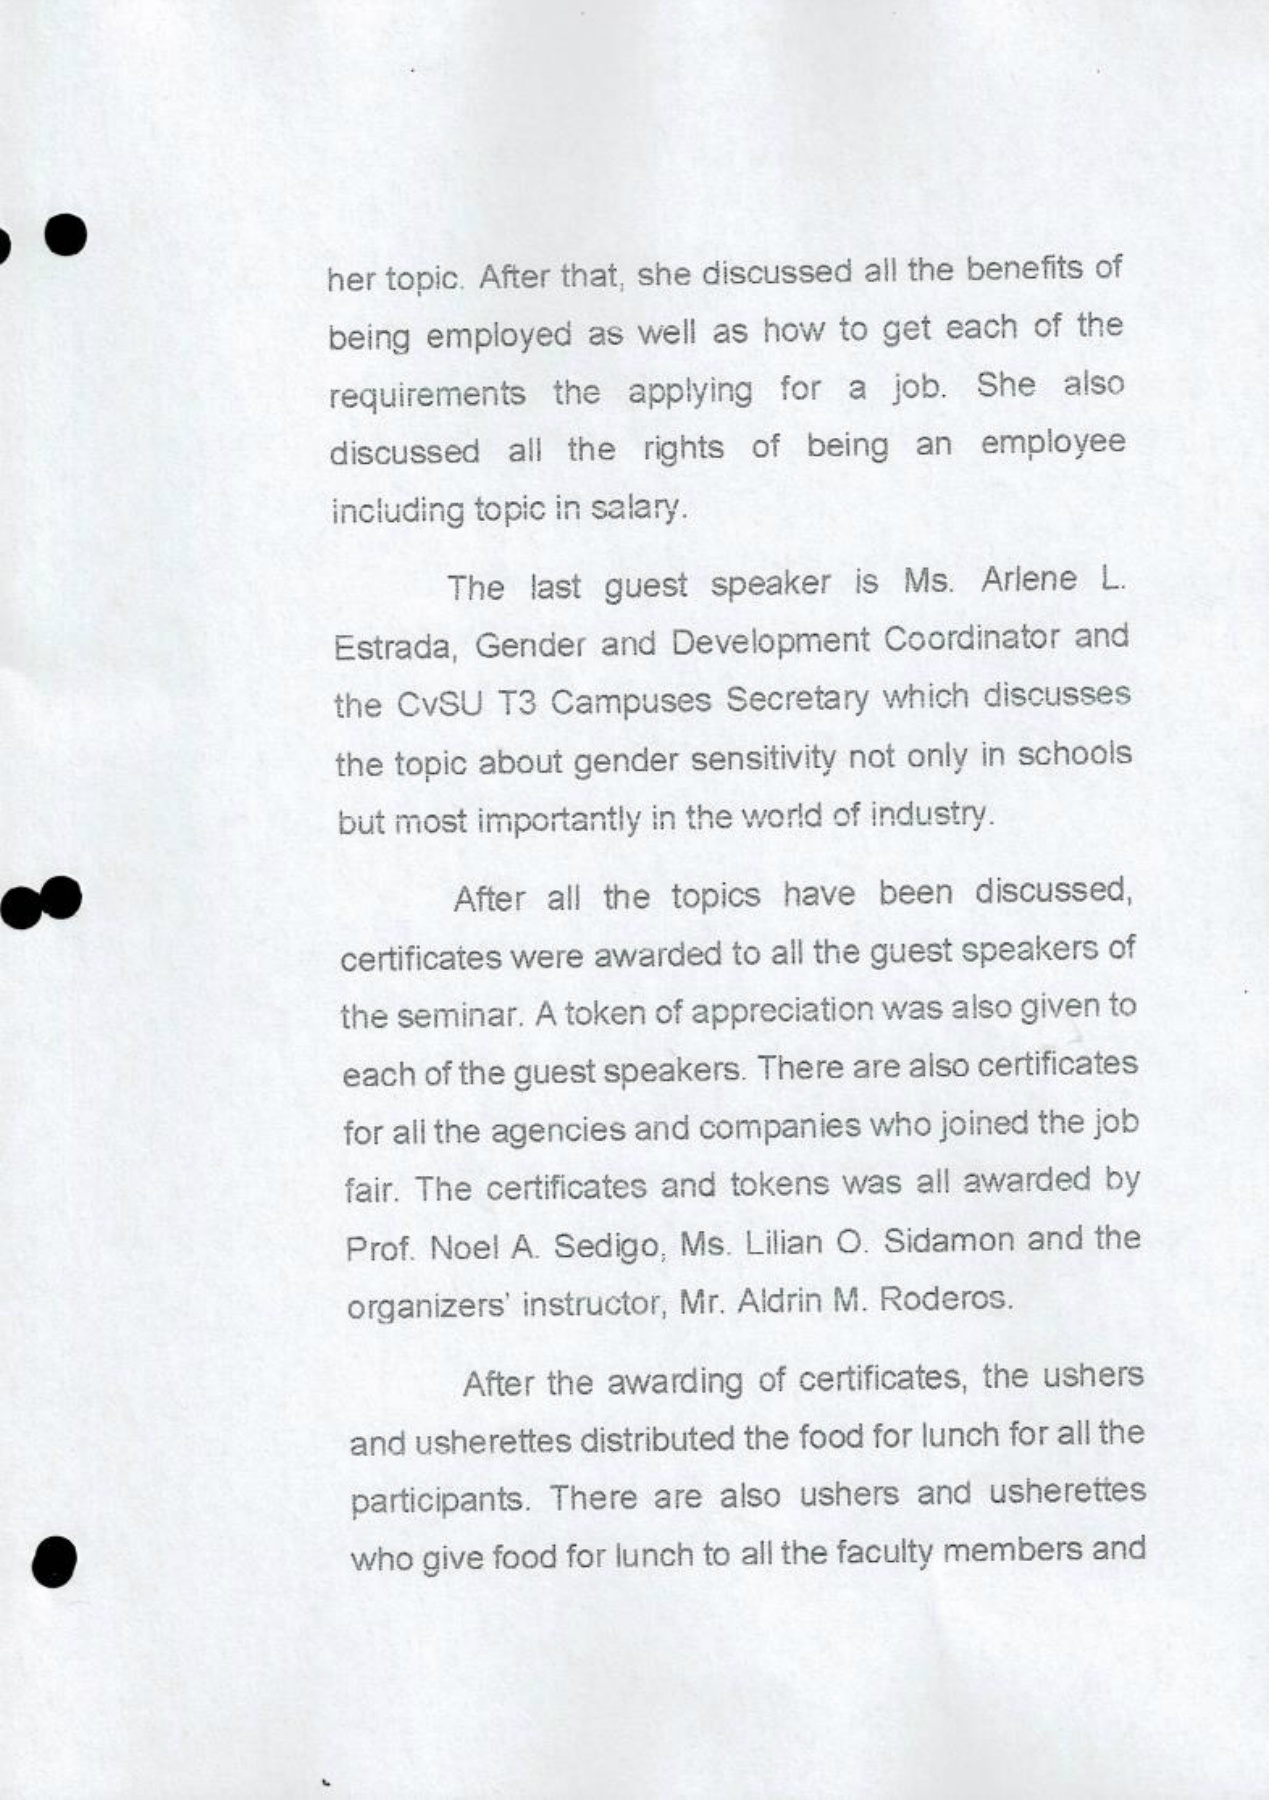 her topic. After that, she discussed all the benefits of
being employed as well as how to get each of the
requirements the applying for a job. She also
discussed all the rights of being an employee
including topic in salary.
The last guest speaker is Ms. Arlene L.
Estrada, Gender and Development Coordinator and
the CvSU T3 Campuses Secretary which discusses
the topic about gender sensitivity not only in schools
but most importantly in the world of industry.
After all the topics have been discussed,
certificates were awarded to all the guest speakers of
the seminar. A token of appreciation was also given to
each of the guest speakers. There are also certificates
for all the agencies and companies who joined the job
fair. The certificates and tokens was all awarded by
Prof. Noel A. Sedigo, Ms. Lilian O. Sidamon and the
organizers' instructor, Mr. Aldrin M. Roderos.
After the awarding of certificates, the ushers
and usherettes distributed the food for lunch for all the
participants. There are also ushers and usherettes
who give food for lunch to all the faculty members and